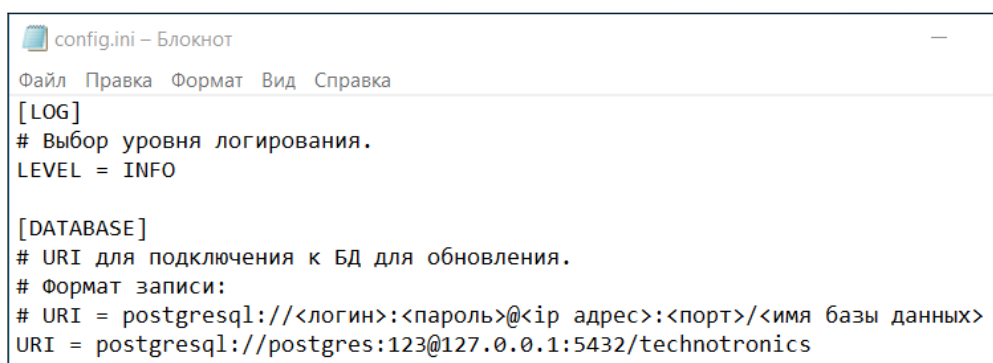 config.ini – Блокнот
Файл Правка Формат Вид Справка
[LOG]
# Выбор уровня логирования.
LEVEL = INFO

[DATABASE]
# URI для подключения к БД для обновления.
# Формат записи:
# URI = postgresql://<логин>:<пароль>@<ip адрес>:<порт>/<имя базы данных>
URI = postgresql://postgres:123@127.0.0.1:5432/technotronics